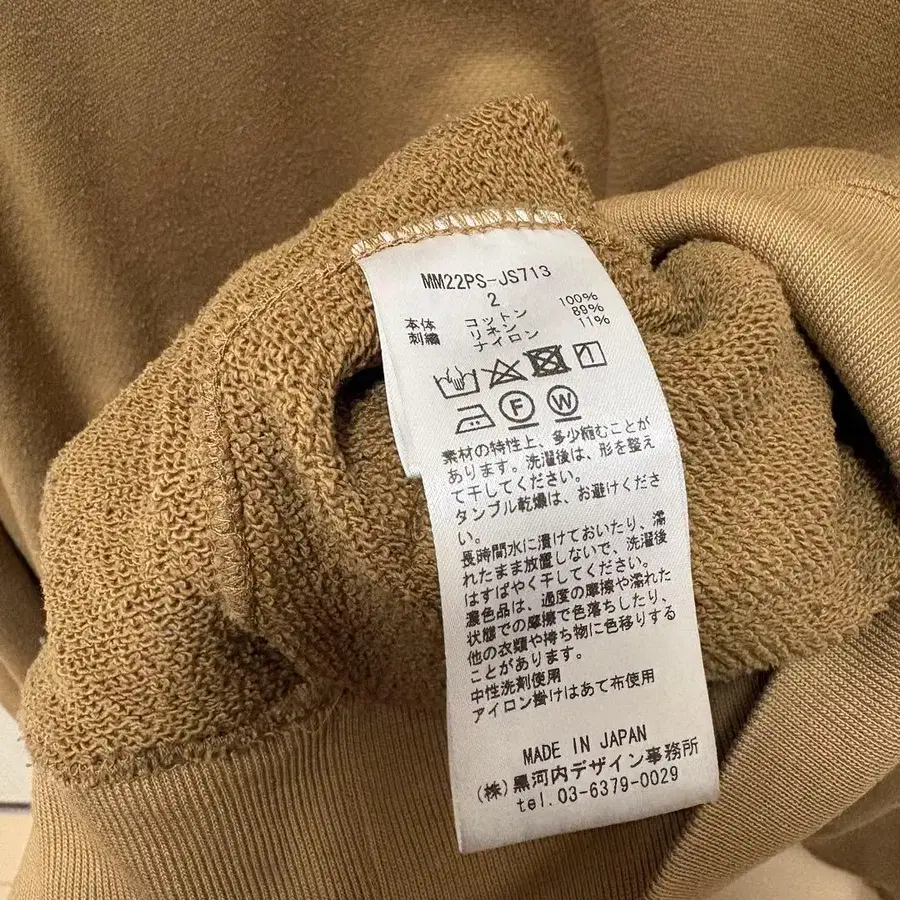 MM22PS-JS713
2
本体 コットン 100%
刺繍 リネン 89%
ナイロン 11%
F W
素材の特性上、多少縮むことが
あります。洗濯後は、形を整え
て干してください。
タンブル乾燥は、お避けくださ
い。
長時間水に漬けておいたり、濡
れたまま放置しないで、洗濯後
はすばやく干してください。
濃色品は、過度の摩擦や濡れた
状態での摩擦で色落ちしたり、
他の衣類や持ち物に色移りする
ことがあります。
中性洗剤使用
アイロン掛けはあて布使用
MADE IN JAPAN
(株)黒河内デザイン事務所
tel.03-6379-0029